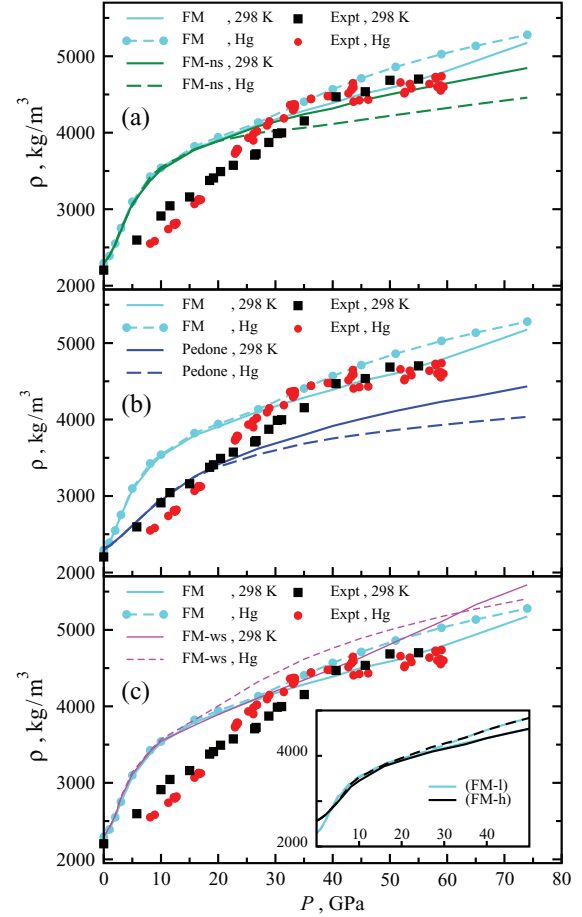 FM , 298 K Expt , 298 K
FM , Hg Expt , Hg
FM-ns , 298 K
FM-ns , Hg
(a)
5000
4000
3000
2000
ρ , kg/m³
FM , 298 K Expt , 298 K
FM , Hg Expt , Hg
Pedone , 298 K
Pedone , Hg
(b)
5000
4000
3000
2000
ρ , kg/m³
FM , 298 K Expt , 298 K
FM , Hg Expt , Hg
FM-ws , 298 K
FM-ws , Hg
(c)
5000
4000
3000
2000
ρ , kg/m³
4000
2000
(FM-l)
(FM-h)
10 20 30 40
0 10 20 30 40 50 60 70 80
P , GPa